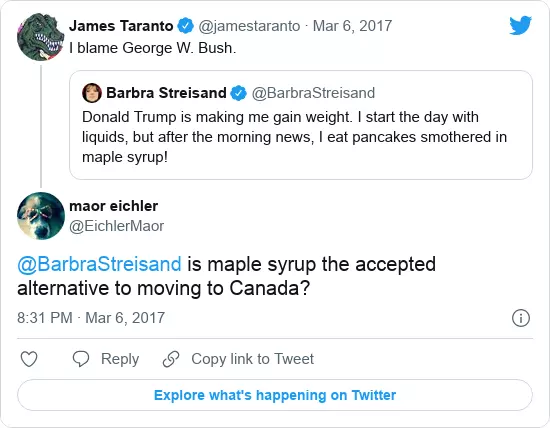 James Taranto @jamestaranto · Mar 6, 2017
I blame George W. Bush.
Barbra Streisand @BarbraStreisand
Donald Trump is making me gain weight. I start the day with
liquids, but after the morning news, I eat pancakes smothered in
maple syrup!
maor eichler
@EichlerMaor
@BarbraStreisand is maple syrup the accepted
alternative to moving to Canada?
8:31 PM · Mar 6, 2017
Reply Copy link to Tweet
Explore what's happening on Twitter